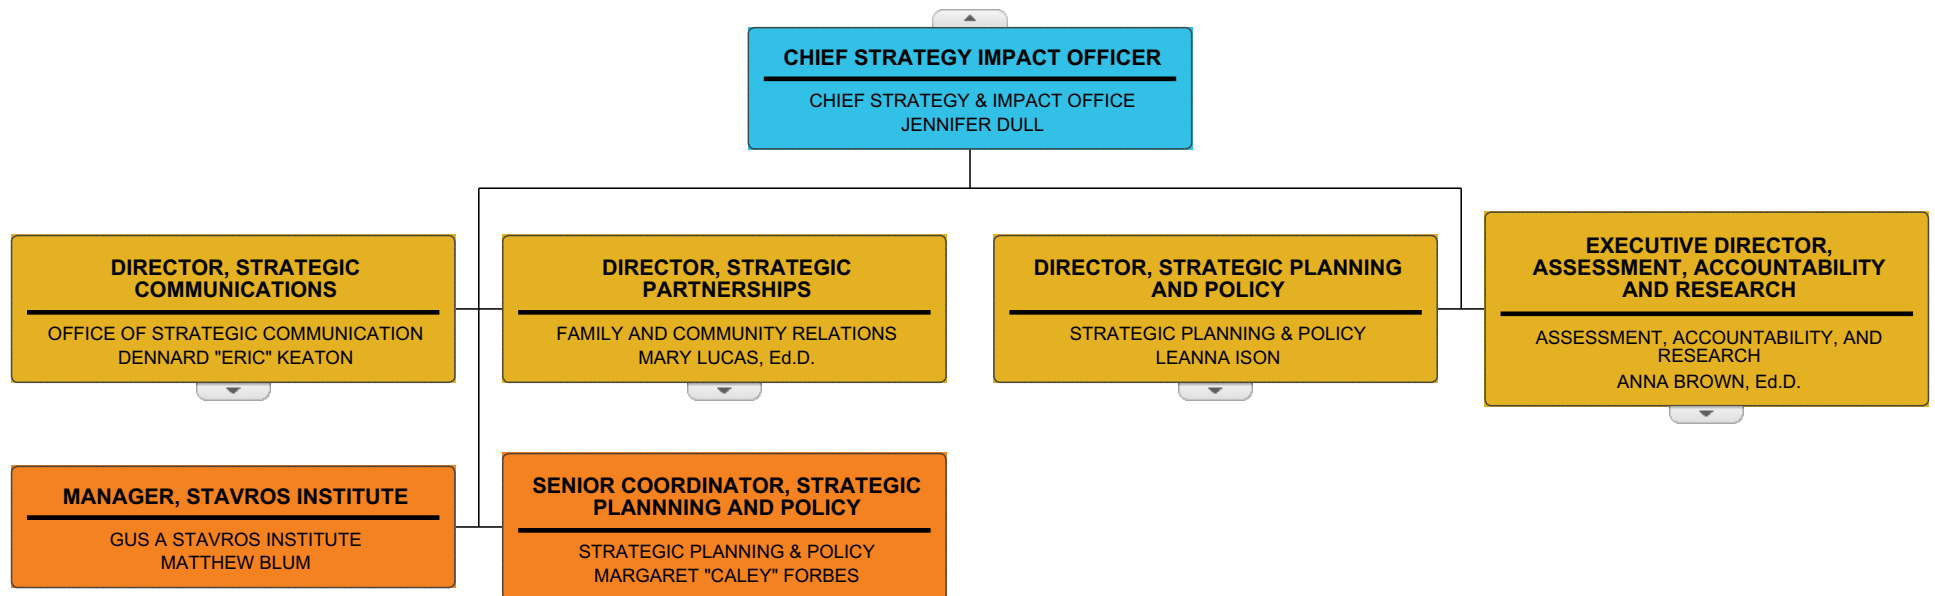 CHIEF STRATEGY IMPACT OFFICER
CHIEF STRATEGY & IMPACT OFFICE
JENNIFER DULL
DIRECTOR, STRATEGIC
COMMUNICATIONS
OFFICE OF STRATEGIC COMMUNICATION
DENNARD "ERIC" KEATON
DIRECTOR, STRATEGIC
PARTNERSHIPS
FAMILY AND COMMUNITY RELATIONS
MARY LUCAS, Ed.D.
DIRECTOR, STRATEGIC PLANNING
AND POLICY
STRATEGIC PLANNING & POLICY
LEANNA ISON
EXECUTIVE DIRECTOR,
ASSESSMENT, ACCOUNTABILITY
AND RESEARCH
ASSESSMENT, ACCOUNTABILITY, AND
RESEARCH
ANNA BROWN, Ed.D.
MANAGER, STAVROS INSTITUTE
GUS A STAVROS INSTITUTE
MATTHEW BLUM
SENIOR COORDINATOR, STRATEGIC
PLANNNING AND POLICY
STRATEGIC PLANNING & POLICY
MARGARET "CALEY" FORBES